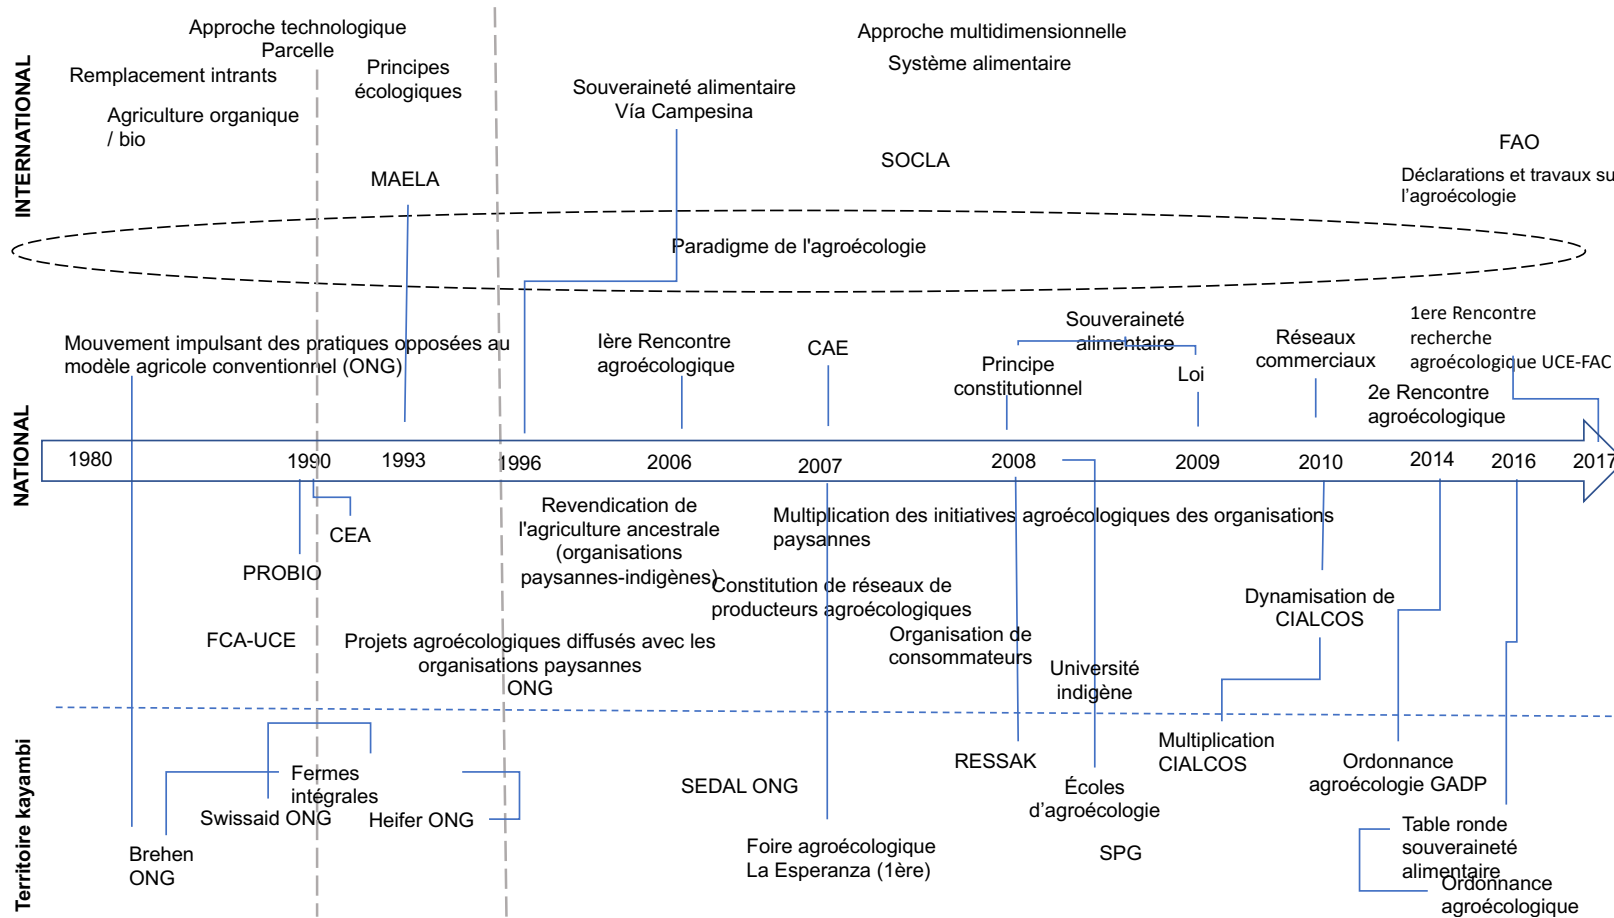 INTERNATIONAL
Approche technologique
Parcelle
Remplacement intrants
Agriculture organique
/ bio
Principes
écologiques
MAELA
Souveraineté alimentaire
Vía Campesina
Approche multidimensionnelle
Système alimentaire
SOCLA
FAO
Déclarations et travaux su
l'agroécologie
Paradigme de l'agroécologie
NATIONAL
Mouvement impulsant des pratiques opposées au
modèle agricole conventionnel (ONG)
Ière Rencontre
agroécologique
CAE
Souveraineté
alimentaire
Principe
constitutionnel
Loi
Réseaux
commerciaux
1ere Rencontre
recherche
agroécologique UCE-FAC
2e Rencontre
agroécologique
1980
1990
1993
1996
2006
2007
2008
2009
2010
2014
2016
2017
CEA
PROBIO
FCA-UCE
Revendication de
l'agriculture ancestrale
(organisations
paysannes-indigènes)
Projets agroécologiques diffusés avec les
organisations paysannes
ONG
Multiplication des initiatives agroécologiques des organisations
paysannes
Constitution de réseaux de
producteurs agroécologiques
Organisation de
consommateurs
Université
indigène
Dynamisation de
CIALCOS
Territoire kayambi
Brehen
ONG
Fermes
intégrales
Swissaid ONG
Heifer ONG
SEDAL ONG
Foire agroécologique
La Esperanza (1ère)
RESSAK
Écoles
d'agroécologie
SPG
Multiplication
CIALCOS
Ordonnance
agroécologie GADP
Table ronde
souveraineté
alimentaire
Ordonnance
agroécologique